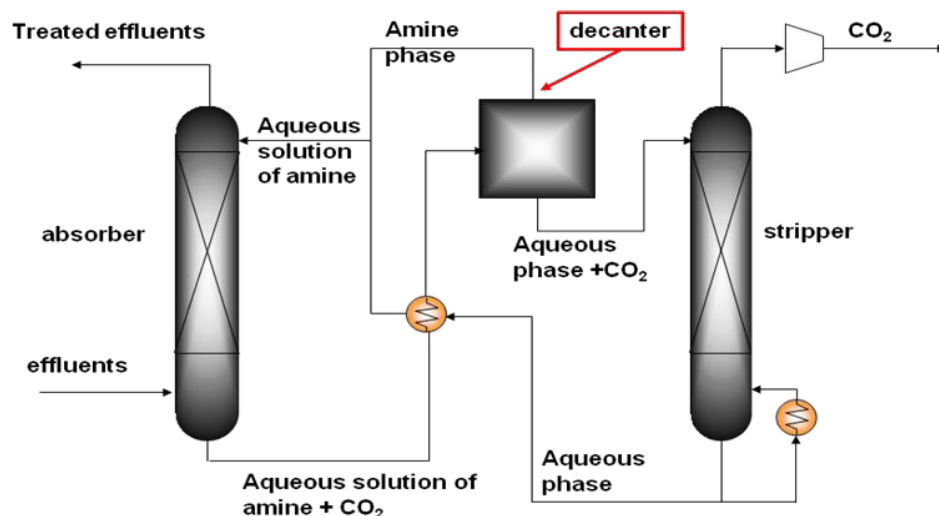 Treated effluents
Amine
phase
decanter
CO₂
Aqueous
solution
of amine
absorber
Aqueous
phase +CO₂
stripper
effluents
Aqueous solution of
amine + CO₂
Aqueous
phase